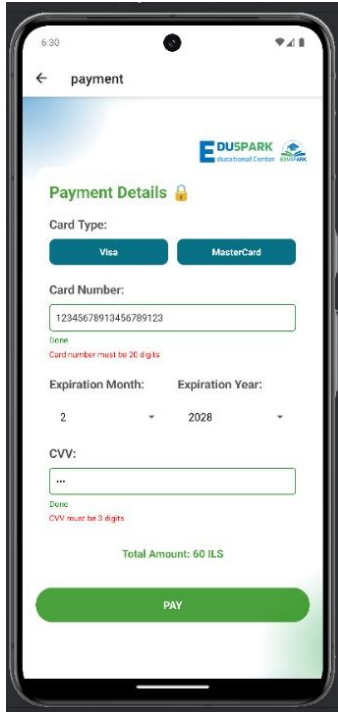 6:30
payment
EDUSPARK
ducational Center EDUSPARK
Payment Details
Card Type:
Visa MasterCard
Card Number:
12345678913456789123
Done
Card number must be 20 digits
Expiration Month: Expiration Year:
2 2028
CVV:
...
Done
CVV must be 3 digits
Total Amount: 60 ILS
PAY